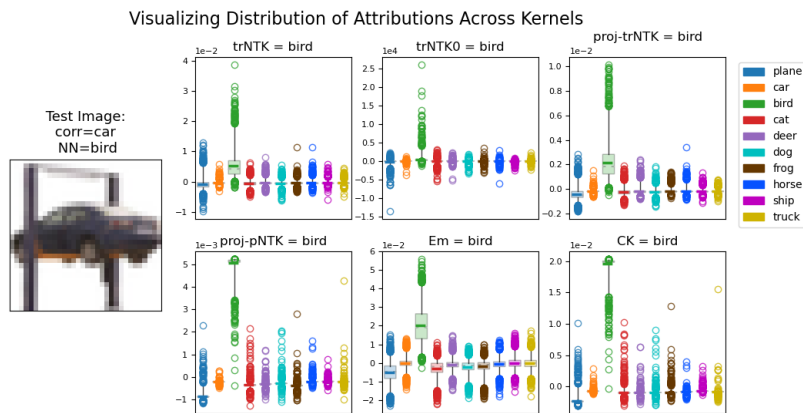 Visualizing Distribution of Attributions Across Kernels
Test Image:
corr=car
NN=bird
1e−2
trNTK = bird
4
3
2
1
0
−1
1e4
trNTK0 = bird
2.5
2.0
1.5
1.0
0.5
0.0
−0.5
−1.0
−1.5
proj-trNTK = bird
1.0
0.8
0.6
0.4
0.2
0.0
−0.2
plane
car
bird
cat
deer
dog
frog
horse
ship
truck
1e−3
proj-pNTK = bird
5
4
3
2
1
0
−1
1e−2
Em = bird
6
5
4
3
2
1
0
−1
−2
1e−2
CK = bird
2.0
1.5
1.0
0.5
0.0